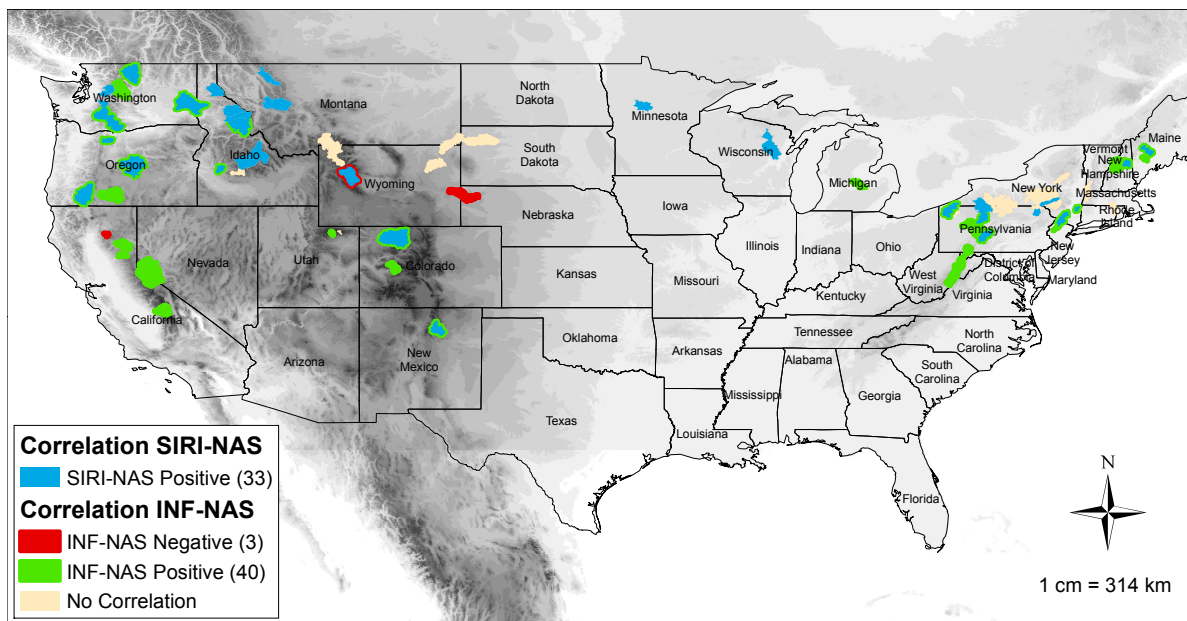 Washington
Montana
North
Dakota
Minnesota
Maine
Oregon
Idaho
Wyoming
South
Dakota
Wisconsin
Michigan
Vermont
New
Hampshire
New York
Massachusetts
Rhode
Island
Nebraska
Iowa
Pennsylvania
Nevada
Utah
Colorado
Kansas
Illinois
Indiana
Ohio
New
Jersey
District of
Columbia
Maryland
West
Virginia
Virginia
Missouri
Kentucky
California
Arizona
New
Mexico
Oklahoma
Arkansas
Tennessee
North
Carolina
South
Carolina
Texas
Louisiana
Mississippi
Alabama
Georgia
Florida
Correlation SIRI-NAS
SIRI-NAS Positive (33)
Correlation INF-NAS
INF-NAS Negative (3)
INF-NAS Positive (40)
No Correlation
N
1 cm = 314 km